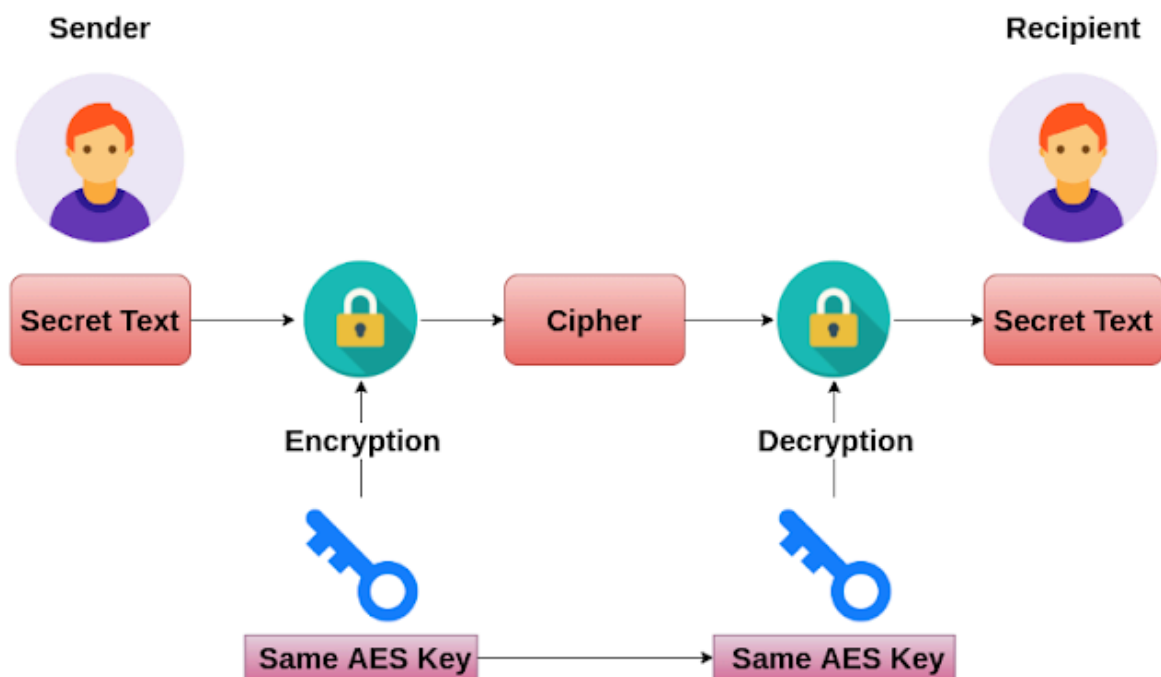 Sender
Recipient
Secret Text
Cipher
Secret Text
Encryption
Decryption
Same AES Key
Same AES Key